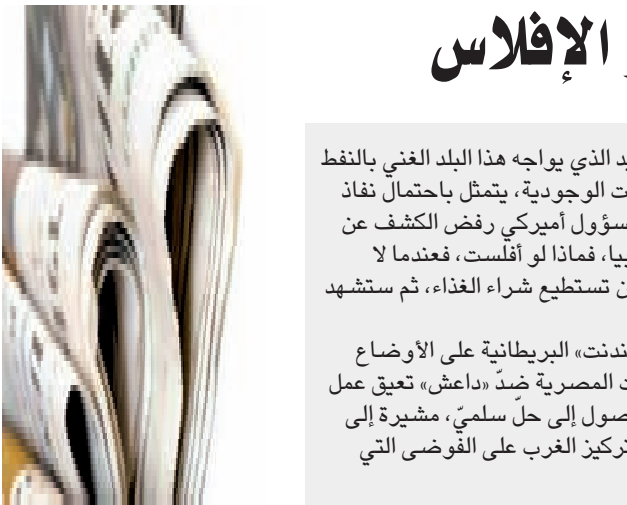 الإفلاس
يد الذي يواجه هذا البلد الغني بالنفط
ت الوجودية، يتمثل باحتمال نفاذ
سؤول أميركي رفض الكشف عن
بيا، فماذا لو أفلست، فعندما لا
ن تستطيع شراء الغذاء، ثم ستشهد
ندنت» البريطانية على الأوضاع
ت المصرية ضدّ «داعش» تعيق عمل
صول إلى حلّ سلميّ، مشيرة إلى
تركيز الغرب على الفوضى التي